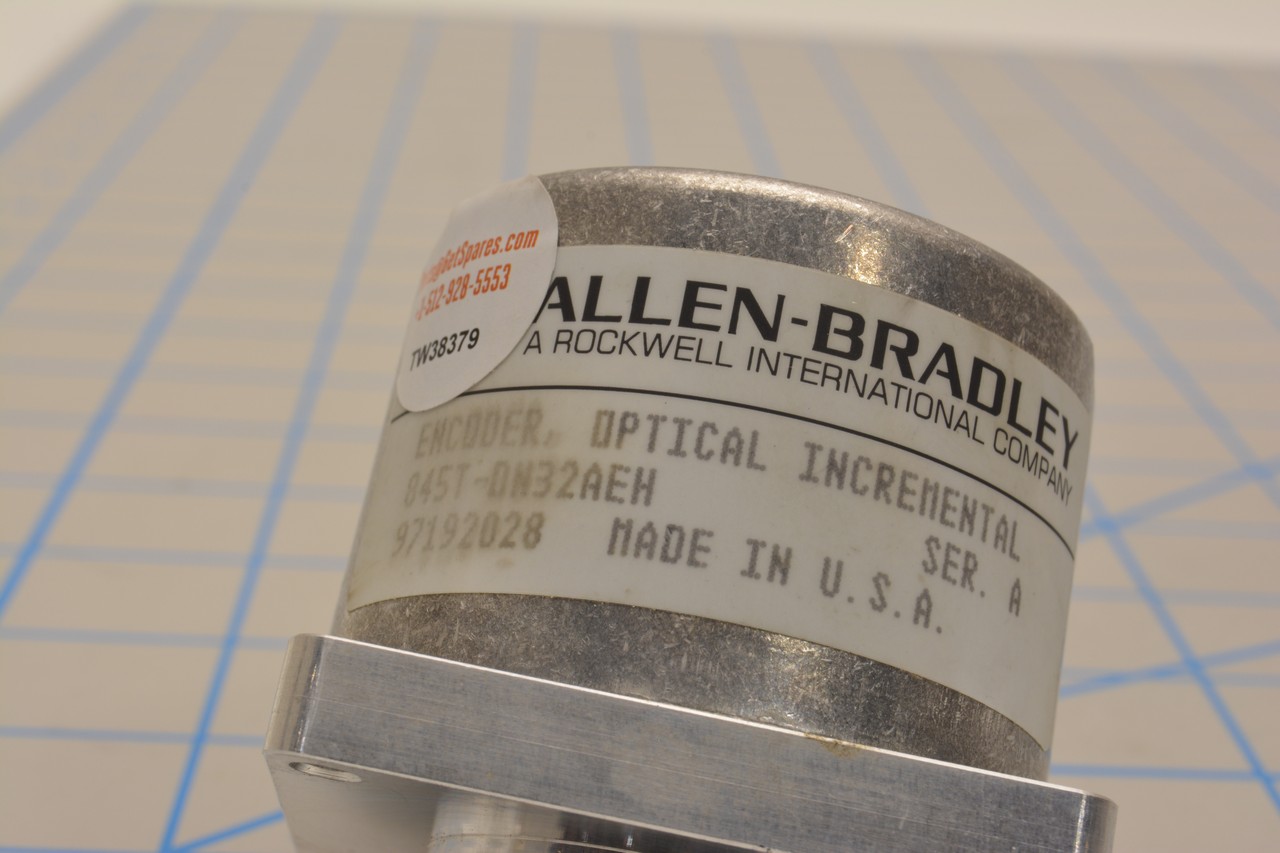 GetSpares.com
-512-928-5553
TW38379
ALLEN-BRADLEY
A ROCKWELL INTERNATIONAL COMPANY
ENCODER, OPTICAL INCREMENTAL
845T-DN32AEH SER. A
97192028 MADE IN U.S.A.